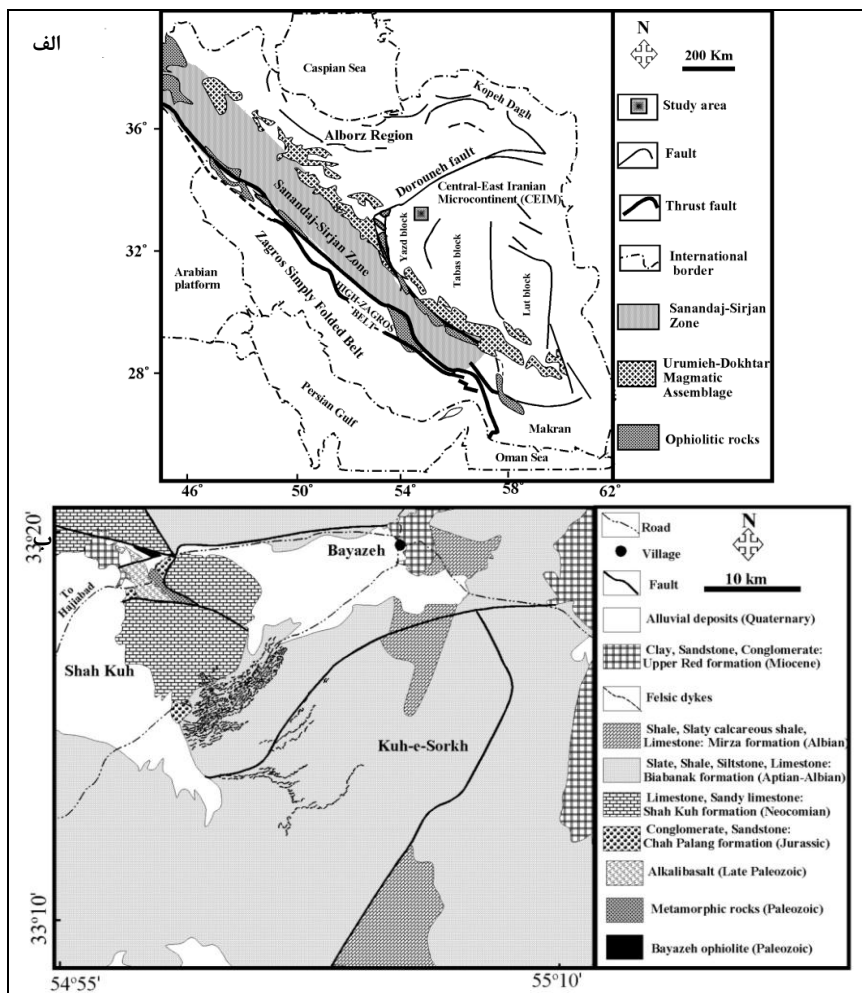 الف
Caspian Sea
Kopeh Dagh
Alborz Region
Dorouneh fault
Central-East Iranian
Microcontinent (CEIM)
Yazd block
Tabas block
Lut block
Sanandaj-Sirjan Zone
Arabian
platform
Zagros Simply Folded Belt
HIGH-ZAGROS
BELT
Persian Gulf
Makran
Oman Sea
36°
32°
28°
46°
50°
54°
58°
62°
N
200 Km
Study area
Fault
Thrust fault
International
border
Sanandaj-Sirjan
Zone
Urumieh-Dokhtar
Magmatic
Assemblage
Ophiolitic rocks
ب
33°20'
Bayazeh
To
Hajiabad
Shah Kuh
Kuh-e-Sorkh
33°10'
54°55'
55°10'
Road
N
Village
Fault
10 km
Alluvial deposits (Quaternary)
Clay, Sandstone, Conglomerate:
Upper Red formation (Miocene)
Felsic dykes
Shale, Slaty calcareous shale,
Limestone: Mirza formation (Albian)
Slate, Shale, Siltstone, Limestone:
Biabanak formation (Aptian-Albian)
Limestone, Sandy limestone:
Shah Kuh formation (Neocomian)
Conglomerate, Sandstone:
Chah Palang formation (Jurassic)
Alkalibasalt (Late Paleozoic)
Metamorphic rocks (Paleozoic)
Bayazeh ophiolite (Paleozoic)